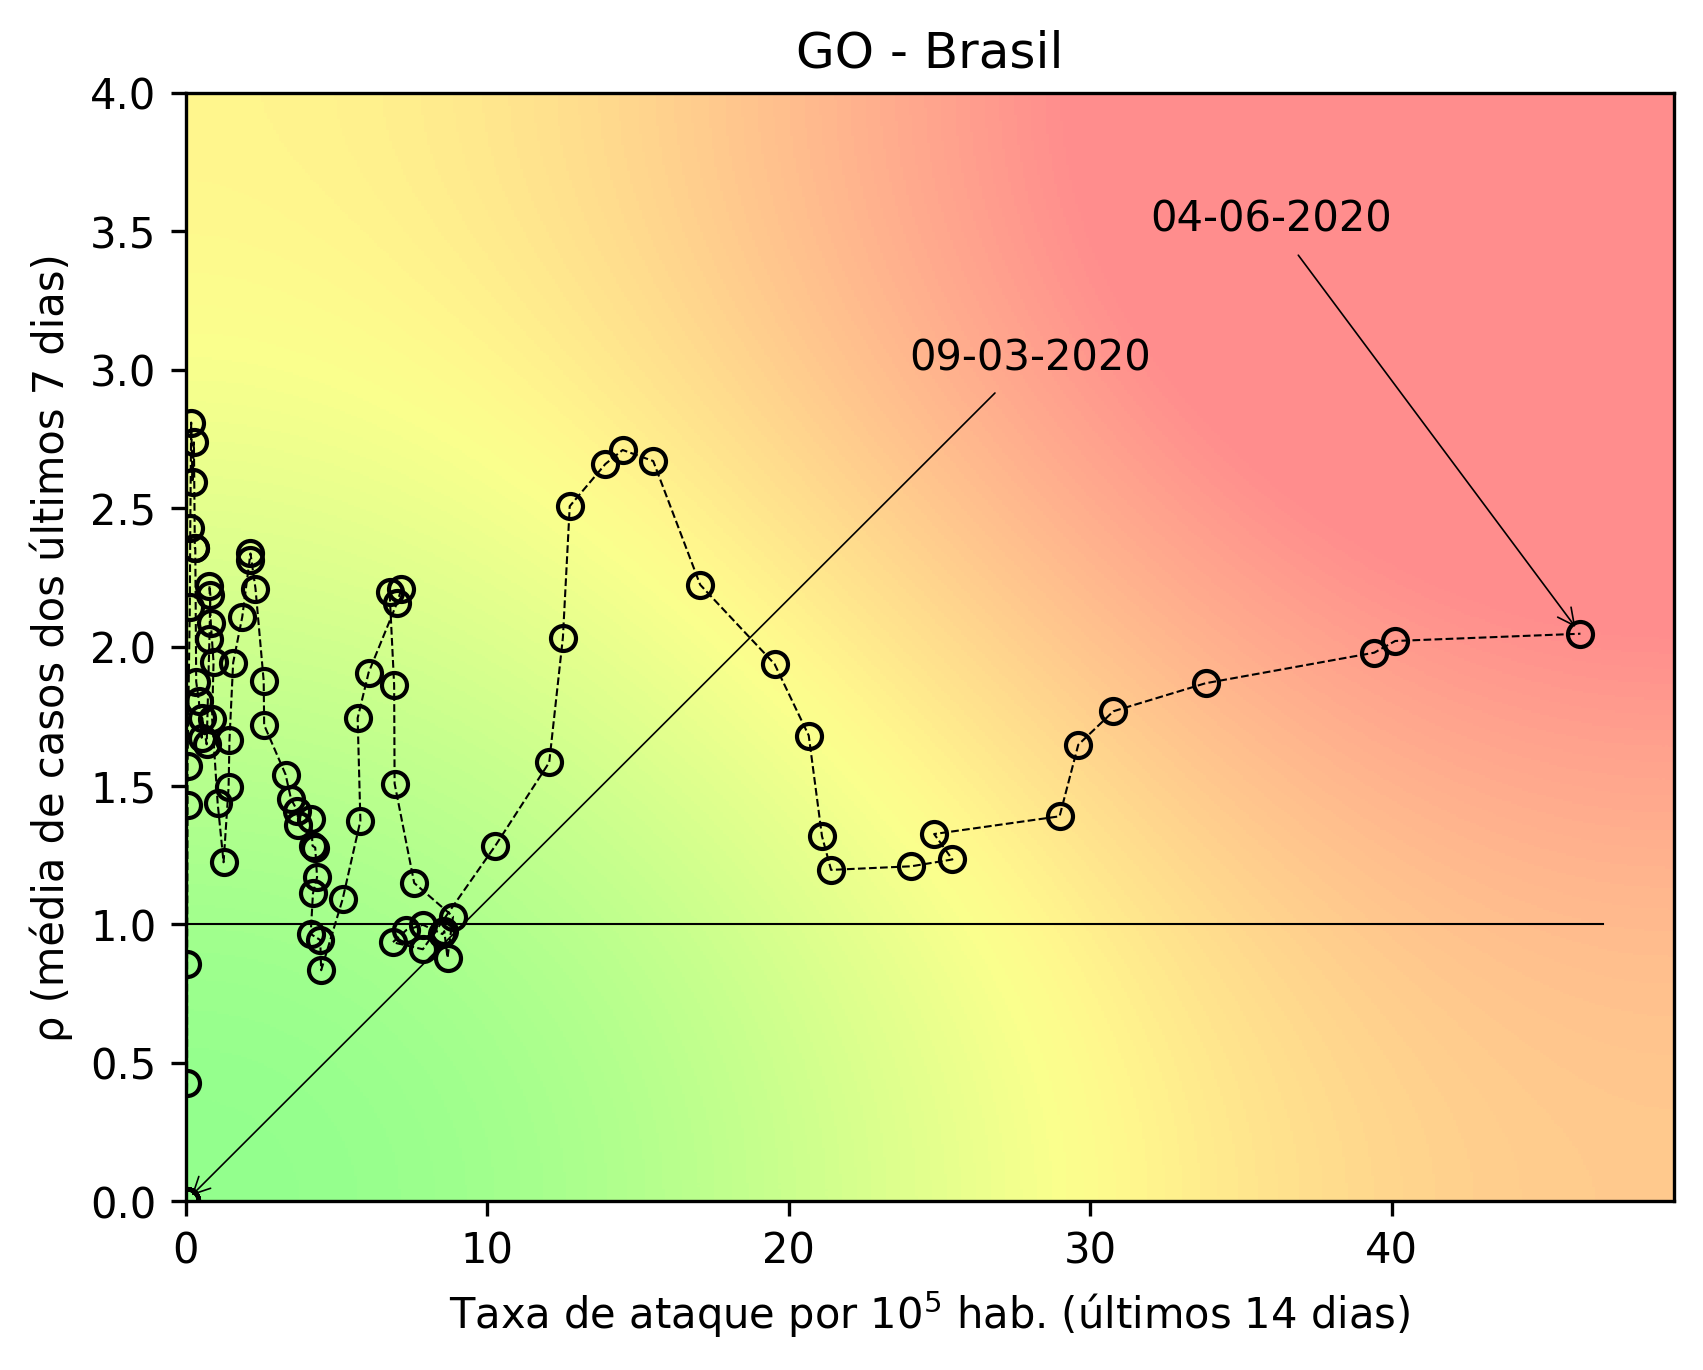 GO - Brasil
4.0
3.5
3.0
2.5
2.0
1.5
1.0
0.5
0.0
ρ (média de casos dos últimos 7 dias)
04-06-2020
09-03-2020
0 10 20 30 40
Taxa de ataque por 10⁵ hab. (últimos 14 dias)